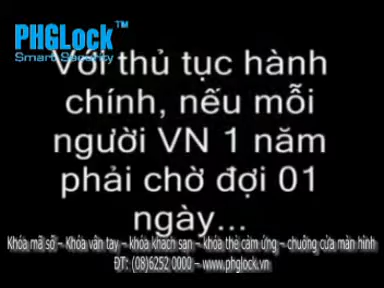 PHGLock™
Smart Security
Với thủ tục hành
chính, nếu mỗi
người VN 1 năm
phải chờ đợi 01
ngày...
Khóa mã số – Khóa vân tay – khóa khách sạn – khóa thẻ cảm ứng – chuông cửa màn hình
ĐT: (08)6252 0000 – www.phglock.vn